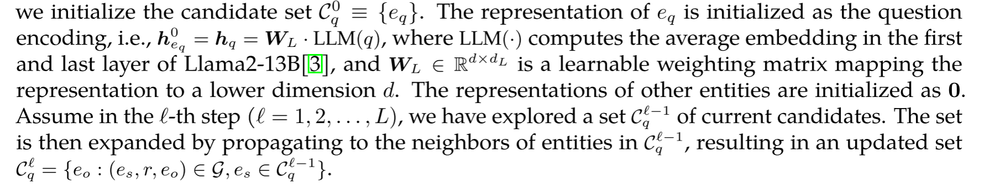 we initialize the candidate set $\mathcal{C}_q^0 \equiv \{e_q\}$. The representation of $e_q$ is initialized as the question
encoding, i.e., $\boldsymbol{h}_{e_q}^0 = \boldsymbol{h}_q = \boldsymbol{W}_L \cdot \mathrm{LLM}(q)$, where $\mathrm{LLM}(\cdot)$ computes the average embedding in the first
and last layer of Llama2-13B[3], and $\boldsymbol{W}_L \in \mathbb{R}^{d \times d_L}$ is a learnable weighting matrix mapping the
representation to a lower dimension $d$. The representations of other entities are initialized as $\mathbf{0}$.
Assume in the $\ell$-th step $(\ell = 1, 2, \ldots, L)$, we have explored a set $\mathcal{C}_q^{\ell-1}$ of current candidates. The set
is then expanded by propagating to the neighbors of entities in $\mathcal{C}_q^{\ell-1}$, resulting in an updated set
$\mathcal{C}_q^{\ell} = \{e_o : (e_s, r, e_o) \in \mathcal{G}, e_s \in \mathcal{C}_q^{\ell-1}\}$.